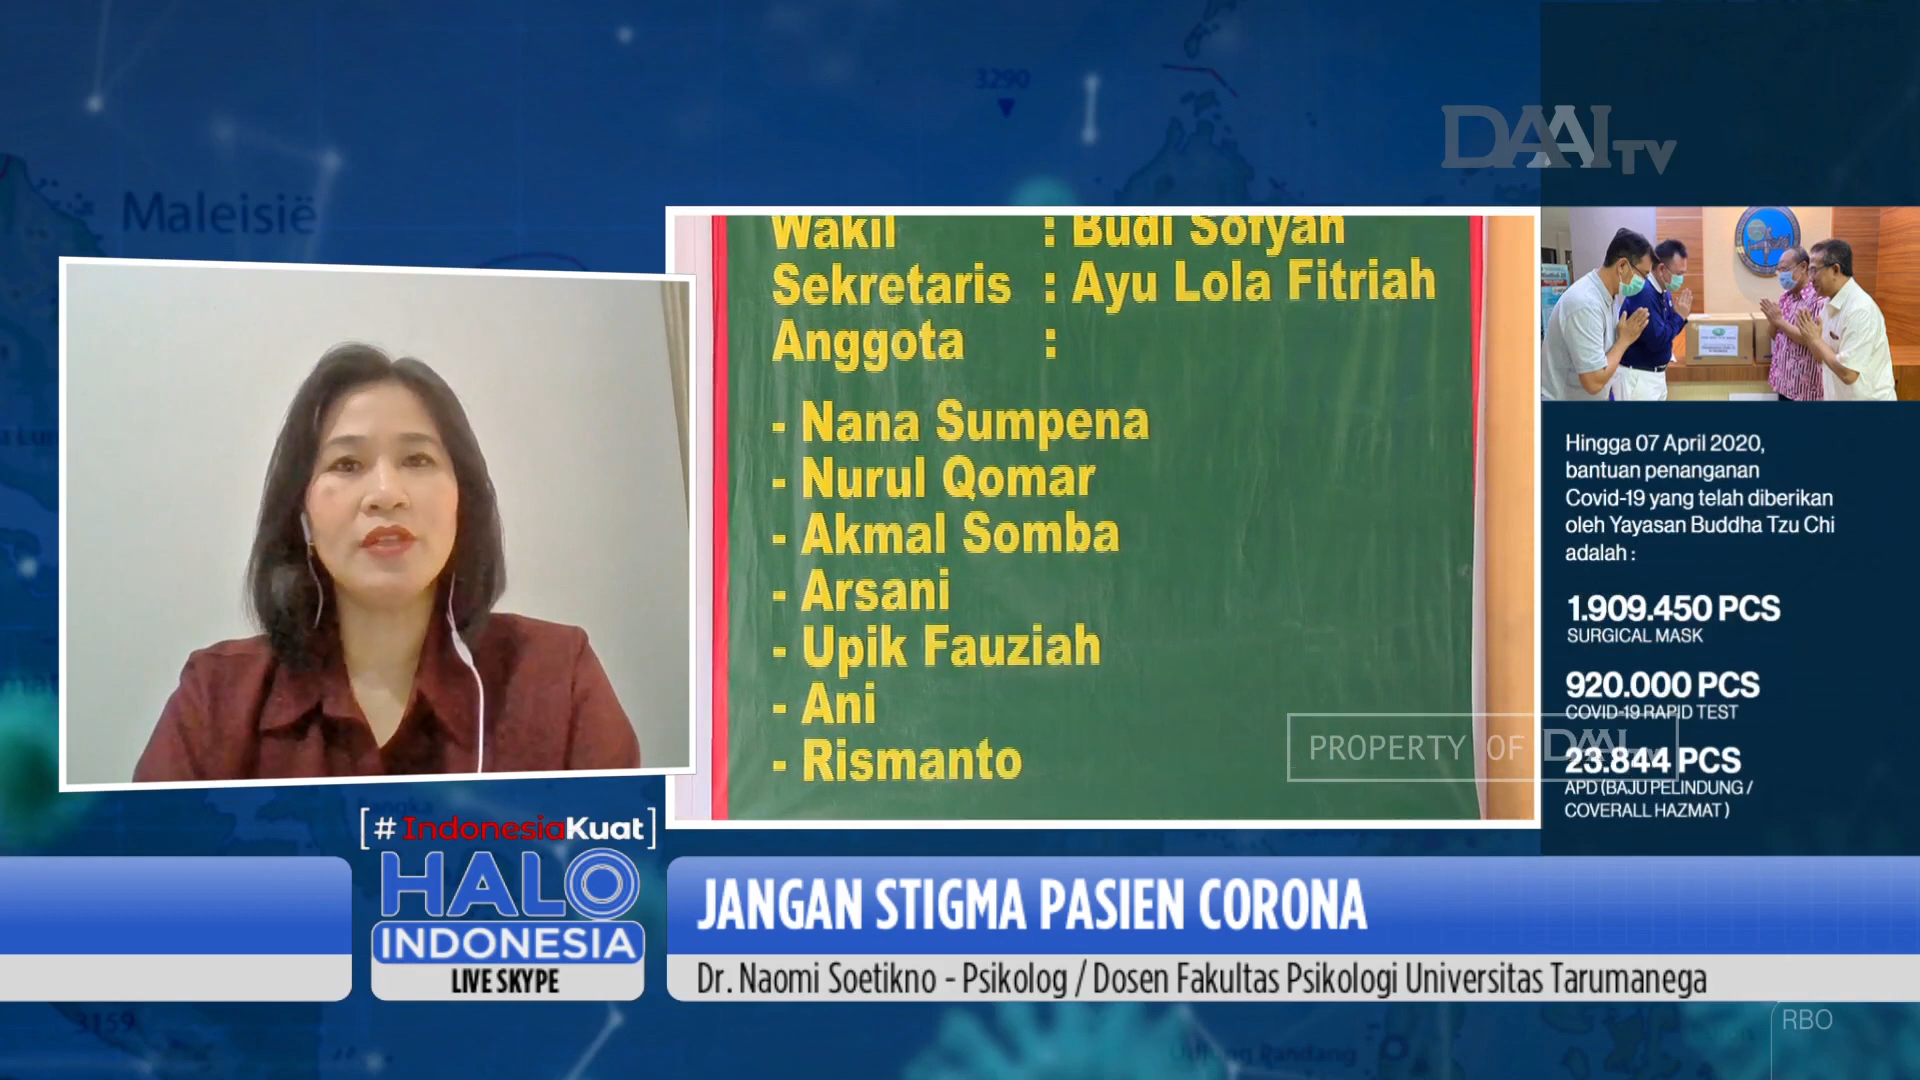 3290
DAAI TV
Maleisië
Wakil : Budi Sofyan
Sekretaris : Ayu Lola Fitriah
Anggota :
- Nana Sumpena
- Nurul Qomar
- Akmal Somba
- Arsani
- Upik Fauziah
- Ani
- Rismanto
Hingga 07 April 2020,
bantuan penanganan
Covid-19 yang telah diberikan
oleh Yayasan Buddha Tzu Chi
adalah :
1.909.450 PCS
SURGICAL MASK
920.000 PCS
COVID-19 RAPID TEST
23.844 PCS
APD (BAJU PELINDUNG /
COVERALL HAZMAT )
PROPERTY OF DAAI
[#IndonesiaKuat]
HALO
INDONESIA
LIVE SKYPE
JANGAN STIGMA PASIEN CORONA
Dr. Naomi Soetikno - Psikolog / Dosen Fakultas Psikologi Universitas Tarumanega
3159
RBO